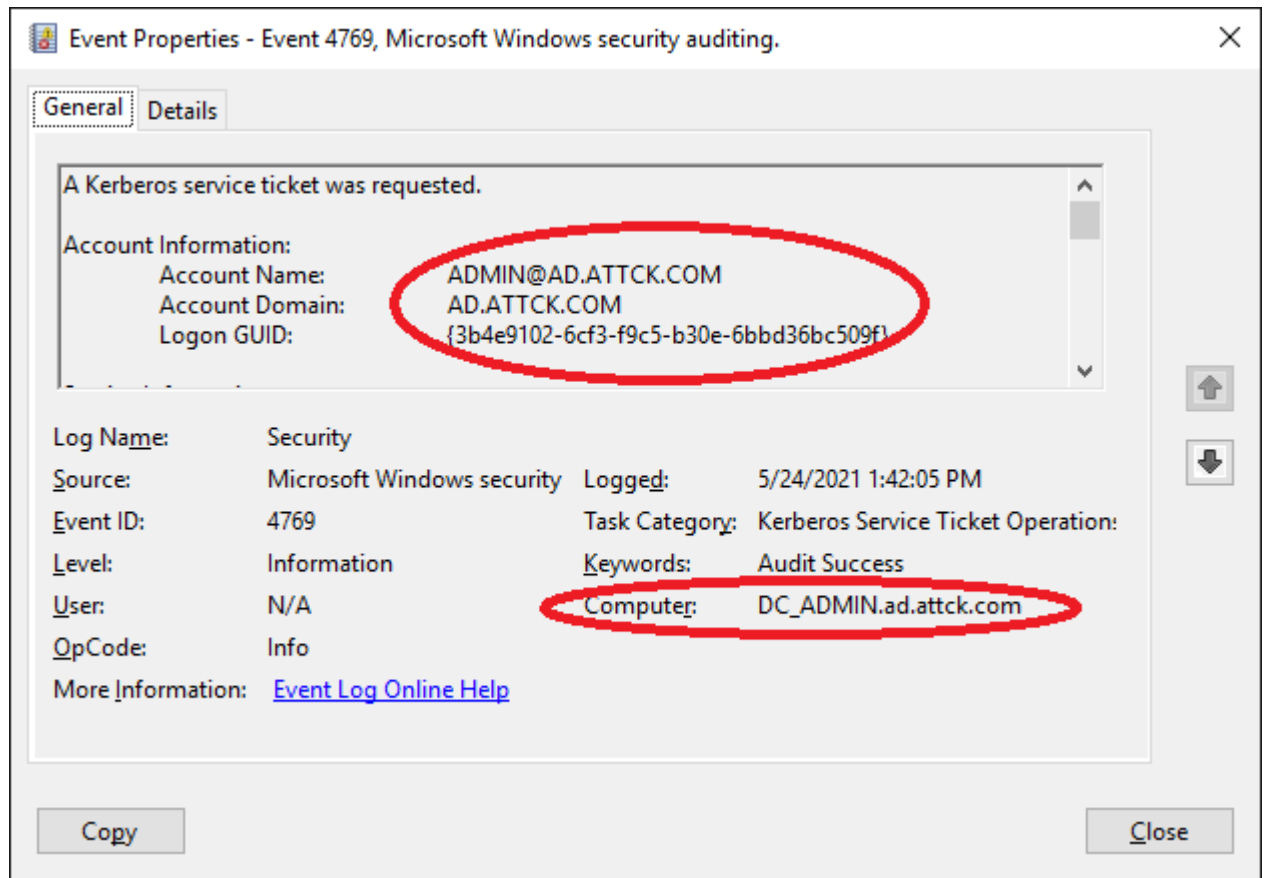 Event Properties - Event 4769, Microsoft Windows security auditing.
General Details
A Kerberos service ticket was requested.
Account Information:
Account Name: ADMIN@AD.ATTCK.COM
Account Domain: AD.ATTCK.COM
Logon GUID: {3b4e9102-6cf3-f9c5-b30e-6bbd36bc509f}
Log Name: Security
Source: Microsoft Windows security Logged: 5/24/2021 1:42:05 PM
Event ID: 4769 Task Category: Kerberos Service Ticket Operation
Level: Information Keywords: Audit Success
User: N/A Computer: DC_ADMIN.ad.attck.com
OpCode: Info
More Information: Event Log Online Help
Copy Close